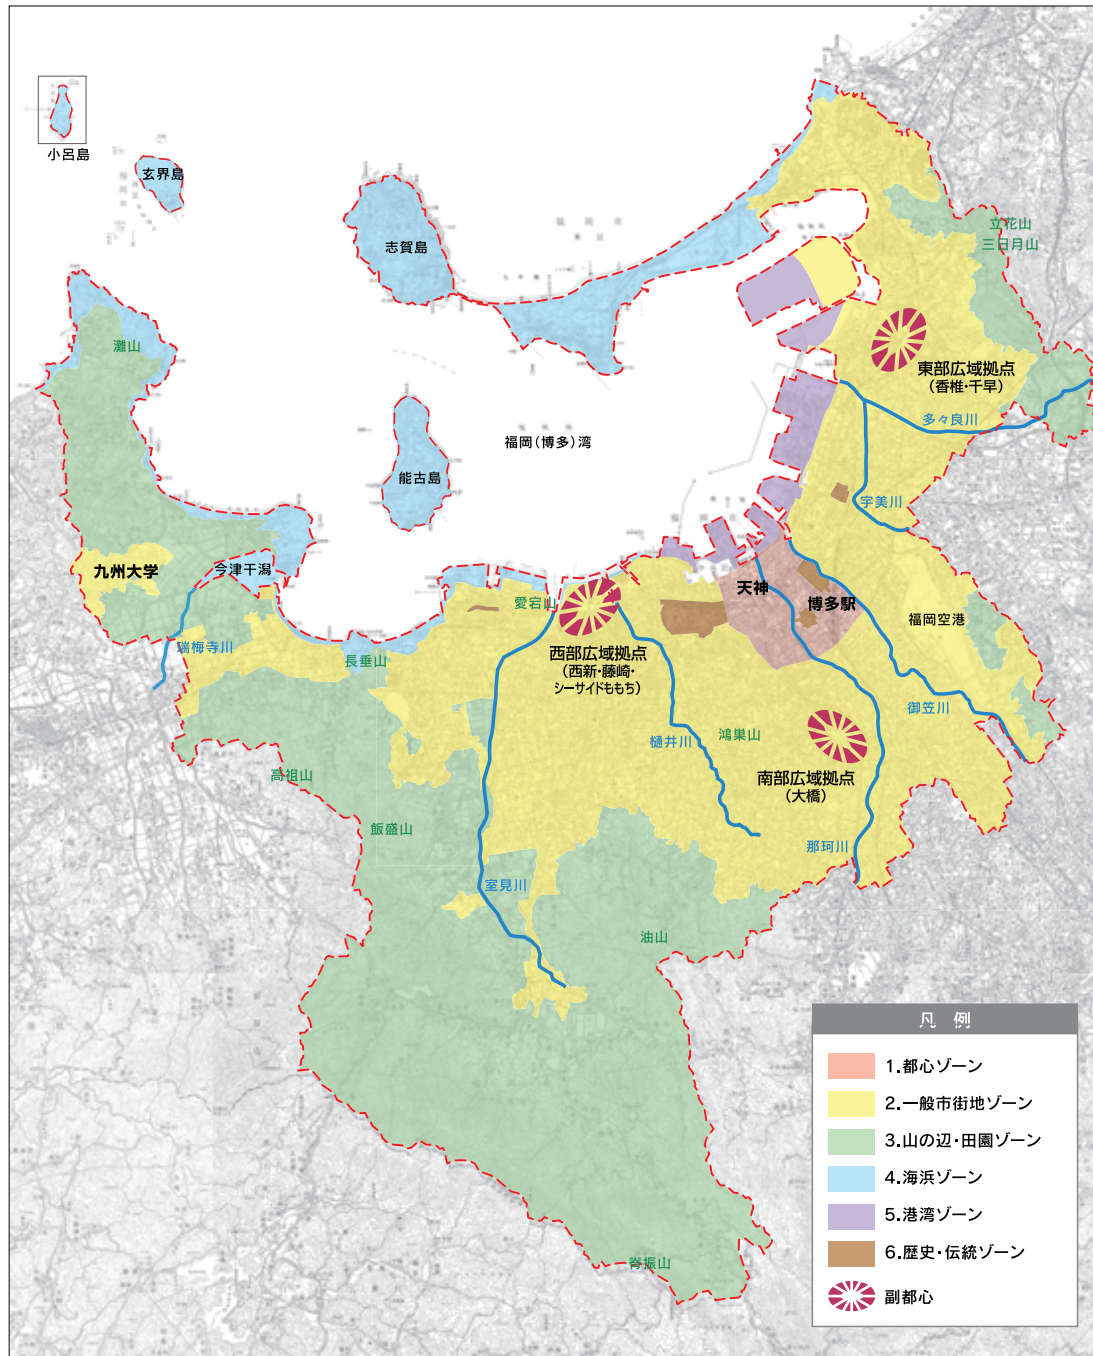 小呂島
玄界島
志賀島
立花山
三日月山
灘山
東部広域拠点
(香椎・千早)
多々良川
福岡(博多)湾
能古島
宇美川
九州大学
今津干潟
愛宕山
天神
博多駅
福岡空港
瑞梅寺川
長垂山
西部広域拠点
(西新・藤崎・
シーサイドももち)
御笠川
樋井川
鴻巣山
高祖山
南部広域拠点
(大橋)
飯盛山
那珂川
室見川
油山
脊振山
凡 例
1.都心ゾーン
2.一般市街地ゾーン
3.山の辺・田園ゾーン
4.海浜ゾーン
5.港湾ゾーン
6.歴史・伝統ゾーン
副都心